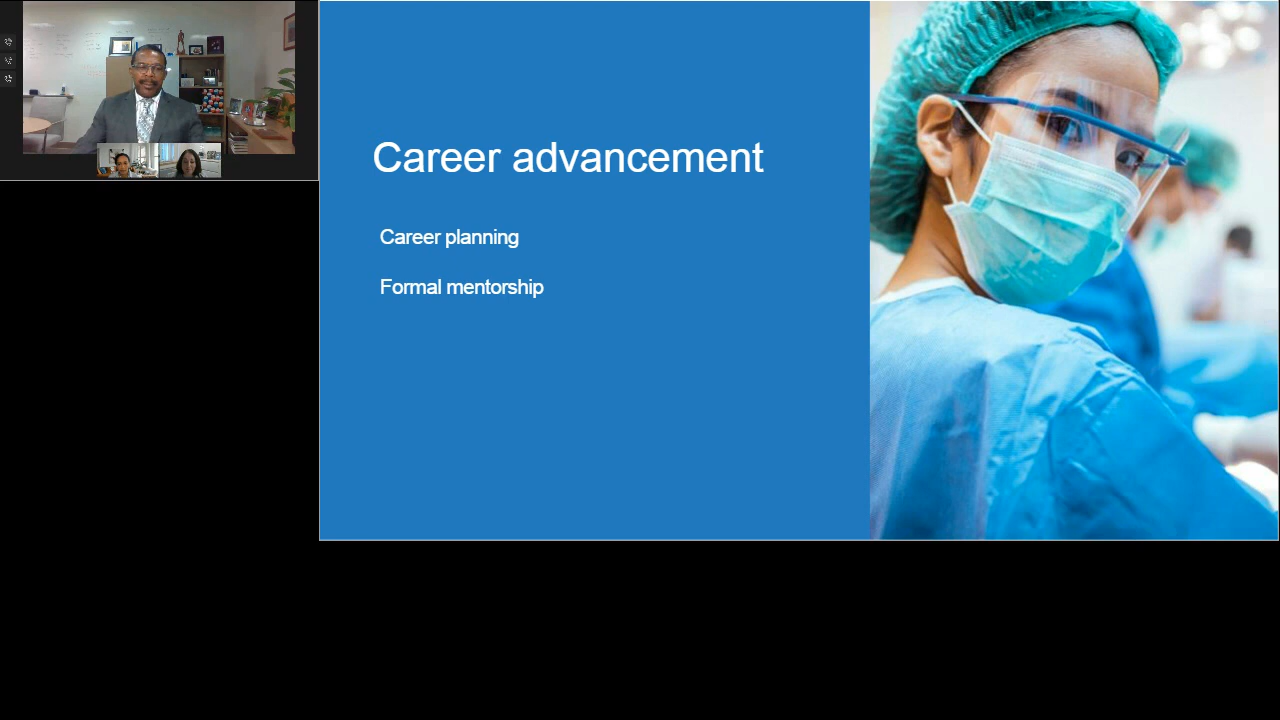 Career advancement
Career planning
Formal mentorship